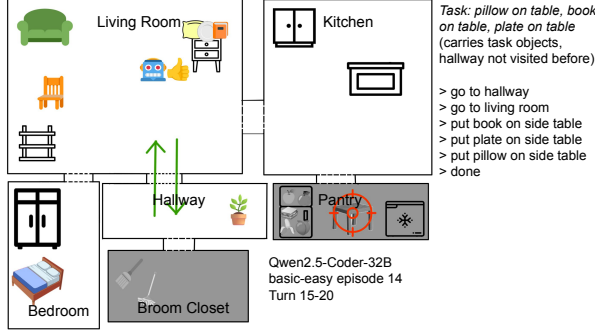 Living Room
Kitchen
Task: pillow on table, book
on table, plate on table
(carries task objects,
hallway not visited before)
> go to hallway
> go to living room
> put book on side table
> put plate on side table
> put pillow on side table
> done
Hallway
Pantry
Qwen2.5-Coder-32B
basic-easy episode 14
Turn 15-20
Bedroom
Broom Closet